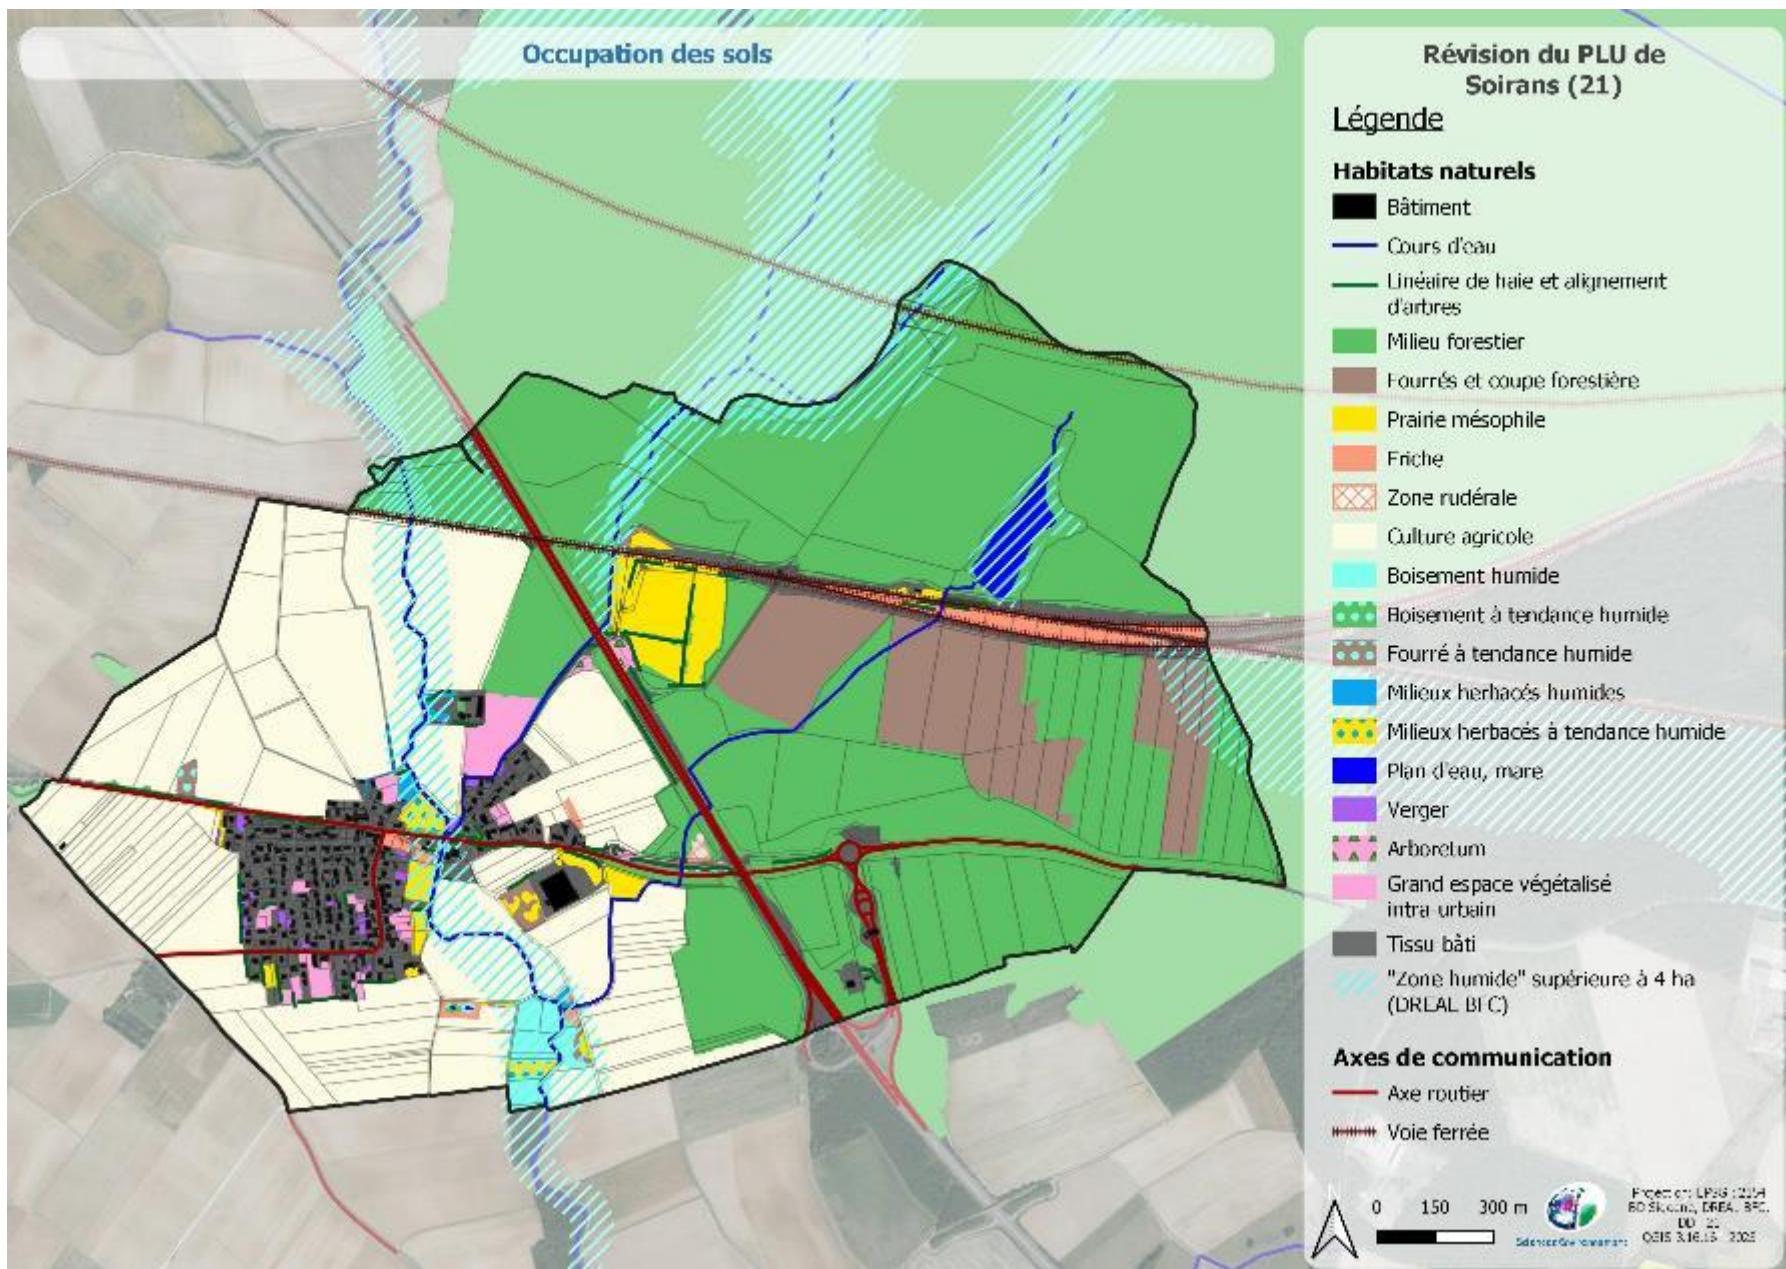 Occupation des sols
Révision du PLU de
Soirans (21)
Légende
Habitats naturels
Bâtiment
Cours d'eau
Linéaire de haie et alignement
d'arbres
Milieu forestier
Fourrés et coupe forestière
Prairie mésophile
Friche
Zone rudérale
Culture agricole
Boisement humide
Boisement à tendance humide
Fourré à tendance humide
Milieux herbacés humides
Milieux herbacés à tendance humide
Plan d'eau, mare
Verger
Arboretum
Grand espace végétalisé
intra-urbain
Tissu bâti
"Zone humide" supérieure à 4 ha
(DREAL BFC)
Axes de communication
Axe routier
Voie ferrée
0 150 300 m
Sciences Environnement